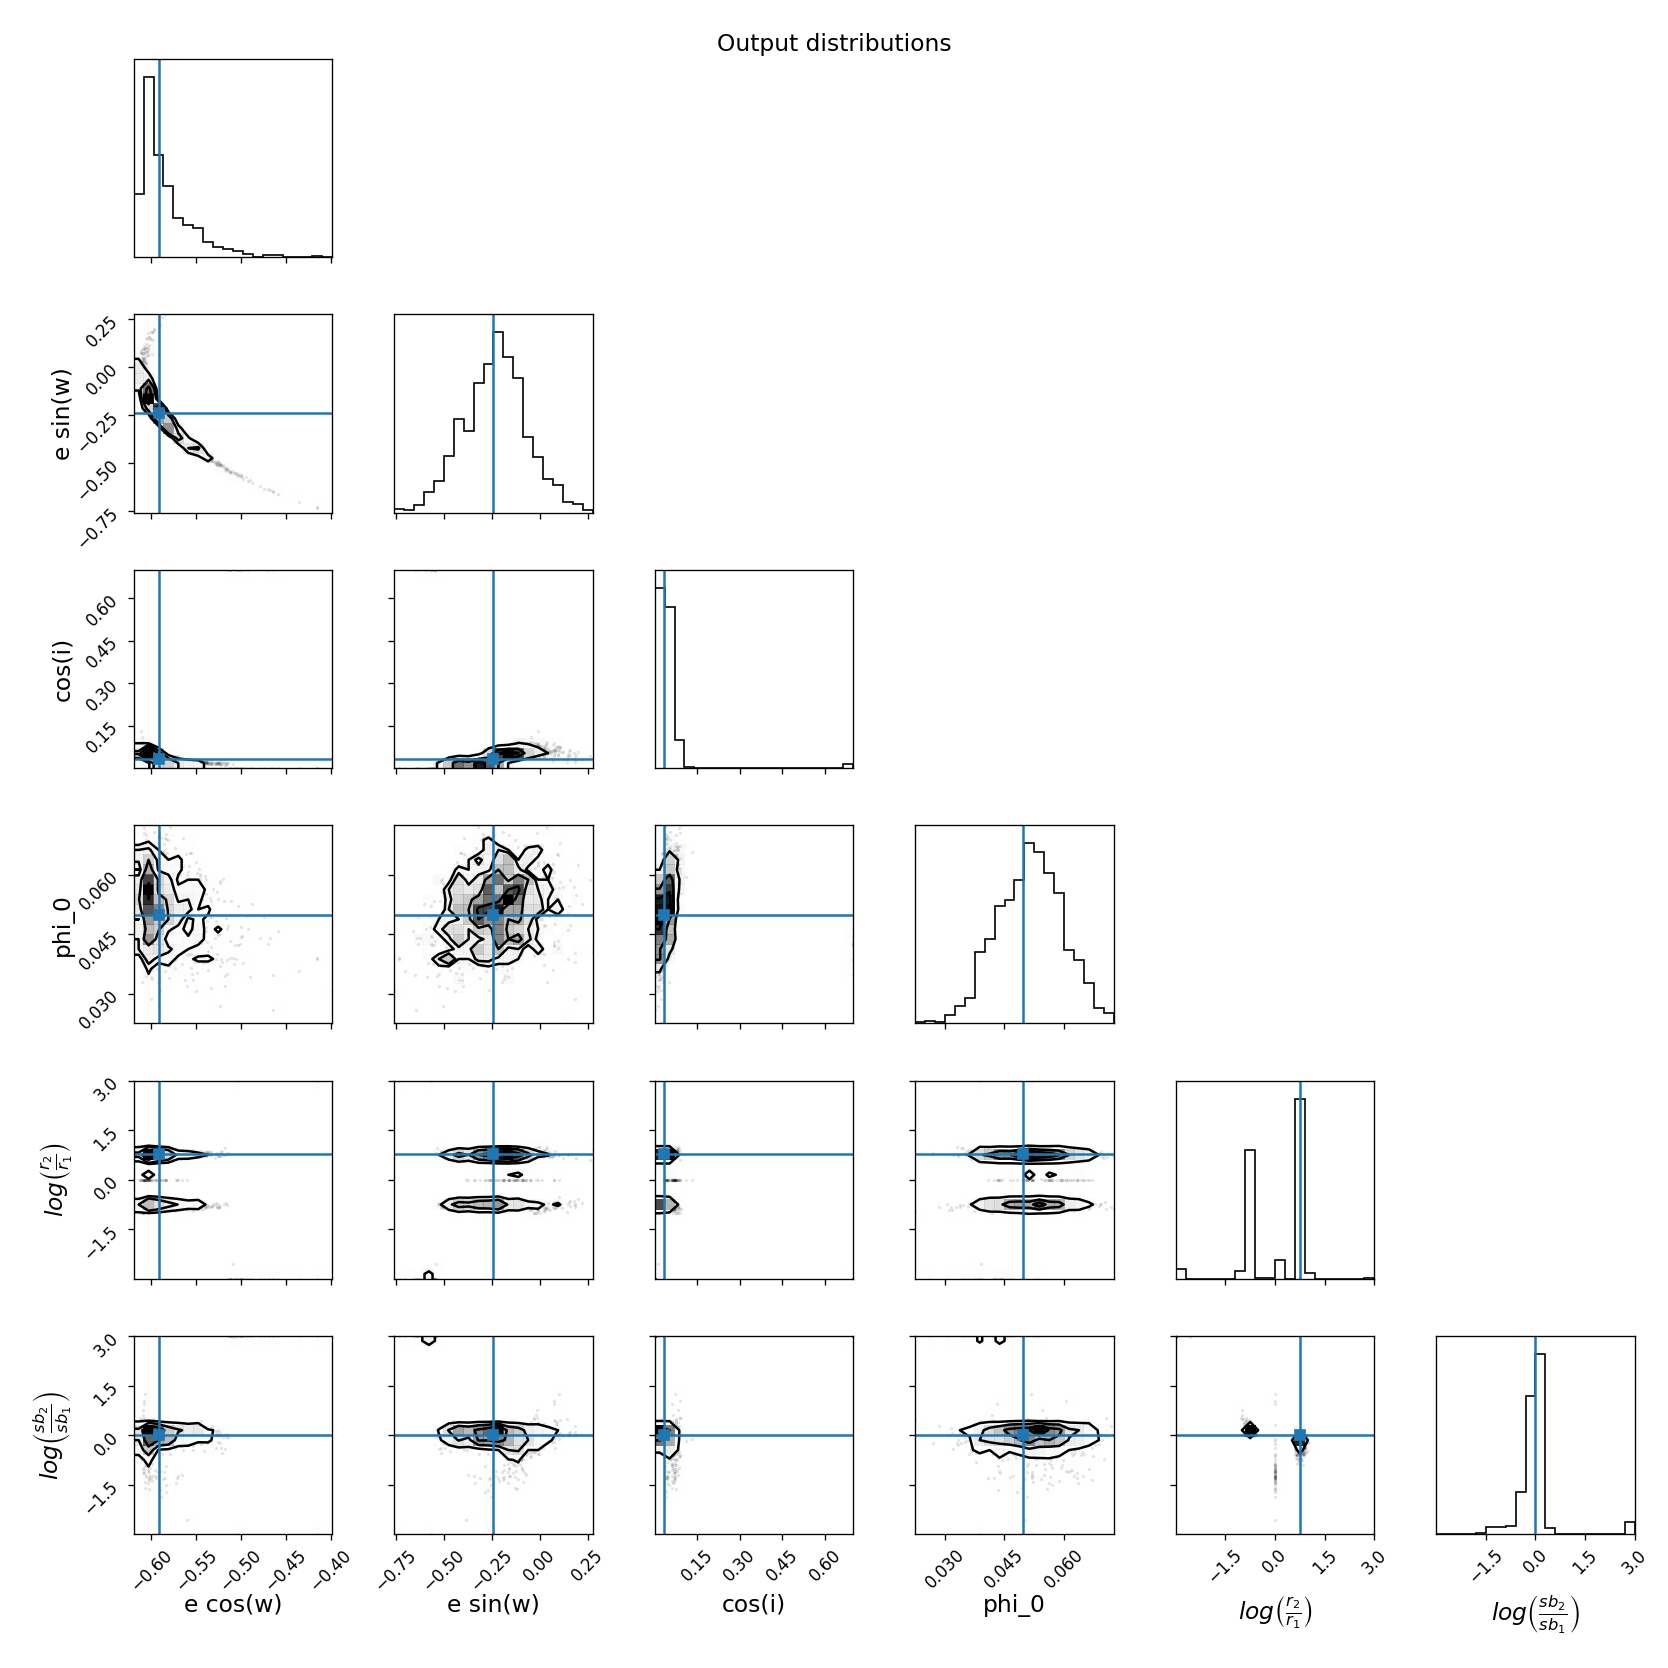 Output distributions
e sin(w)
0.25
0.00
−0.25
−0.50
−0.75
cos(i)
0.60
0.45
0.30
0.15
phi_0
0.060
0.045
0.030
log(r₂/r₁)
3.0
1.5
0.0
−1.5
log(sb₂/sb₁)
3.0
1.5
0.0
−1.5
−0.60 −0.55 −0.50 −0.45 −0.40
e cos(w)
−0.75 −0.50 −0.25 0.00 0.25
e sin(w)
0.15 0.30 0.45 0.60
cos(i)
0.030 0.045 0.060
phi_0
−1.5 0.0 1.5 3.0
log(r₂/r₁)
−1.5 0.0 1.5 3.0
log(sb₂/sb₁)